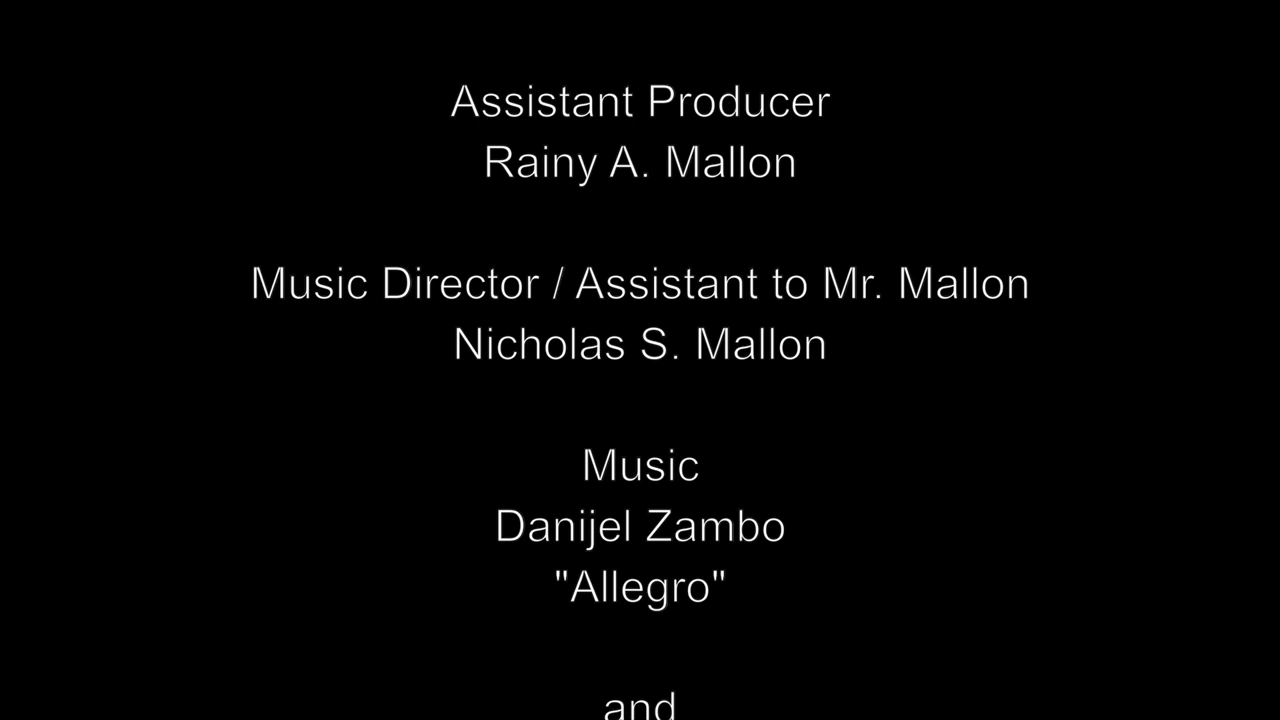 Assistant Producer
Rainy A. Mallon
Music Director / Assistant to Mr. Mallon
Nicholas S. Mallon
Music
Danijel Zambo
"Allegro"
and